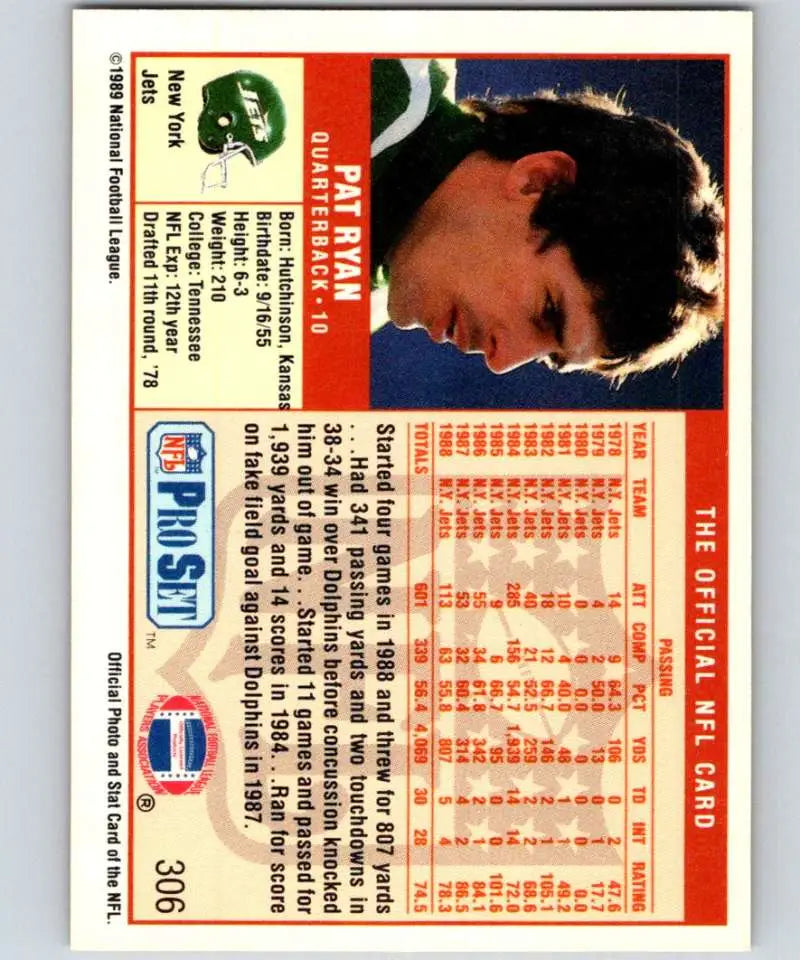 THE OFFICIAL NFL CARD
PAT RYAN
QUARTERBACK • 10
JETS
New York
Jets
Born: Hutchinson, Kansas
Birthdate: 9/16/55
Height: 6-3
Weight: 210
College: Tennessee
NFL Exp: 12th year
Drafted 11th round, '78
PASSING
YEAR TEAM ATT COMP PCT YDS TD INT RATING
1978 N.Y. Jets 14 9 64.3 106 0 2 47.6
1979 N.Y. Jets 4 2 50.0 13 0 1 17.7
1980 N.Y. Jets 0 0 0.0 0 0 0 0.0
1981 N.Y. Jets 10 4 40.0 48 1 1 49.2
1982 N.Y. Jets 18 12 66.7 146 2 1 105.1
1983 N.Y. Jets 40 21 52.5 259 2 2 68.6
1984 N.Y. Jets 285 156 54.7 1,939 14 14 72.0
1985 N.Y. Jets 9 6 66.7 95 0 0 101.6
1986 N.Y. Jets 55 34 61.8 342 2 1 84.1
1987 N.Y. Jets 53 32 60.4 314 4 2 86.5
1988 N.Y. Jets 113 63 55.8 807 5 4 78.3
TOTALS 601 339 56.4 4,069 30 28 74.5
Started four games in 1988 and threw for 807 yards
. . .Had 341 passing yards and two touchdowns in
38-34 win over Dolphins before concussion knocked
him out of game. . .Started 11 games and passed for
1,939 yards and 14 scores in 1984. . .Ran for score
on fake field goal against Dolphins in 1987.
NFL PRO SET ™
NATIONAL FOOTBALL LEAGUE
PLAYERS ASSOCIATION
®
306
©1989 National Football League.
Official Photo and Stat Card of the NFL.